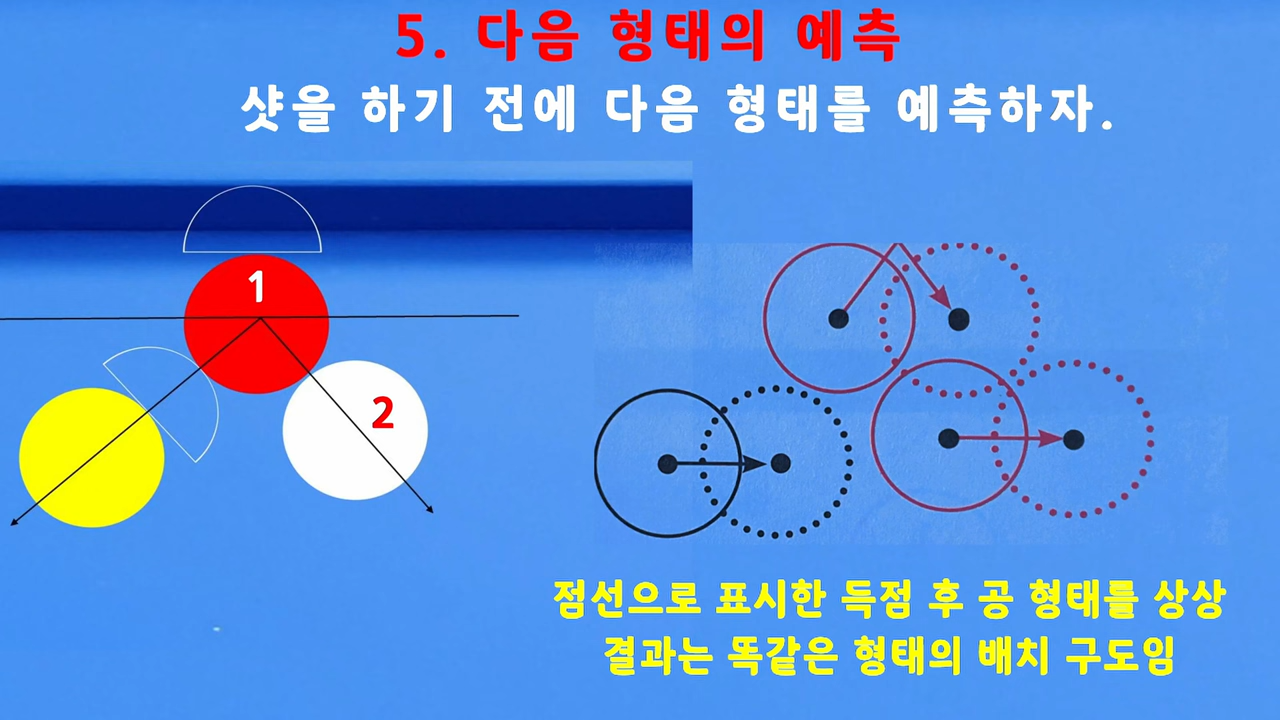 5. 다음 형태의 예측
샷을 하기 전에 다음 형태를 예측하자.
1
2
점선으로 표시한 득점 후 공 형태를 상상
결과는 똑같은 형태의 배치 구도임